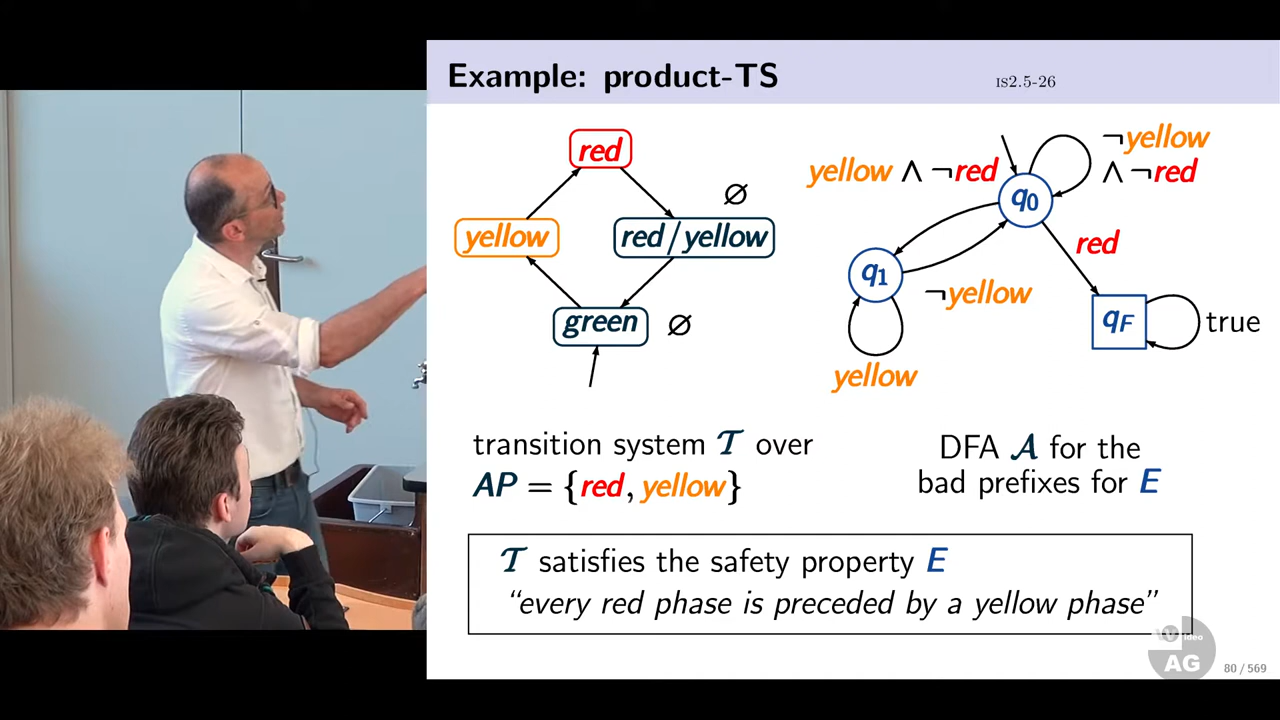 Example: product-TS
IS2.5-26
red
∅
yellow
red/yellow
green
∅
yellow ∧ ¬red
¬yellow
∧ ¬red
q0
red
q1
¬yellow
qF
true
yellow
transition system T over
AP = {red, yellow}
DFA A for the
bad prefixes for E
T satisfies the safety property E
“every red phase is preceded by a yellow phase”
Video
AG
80 / 569